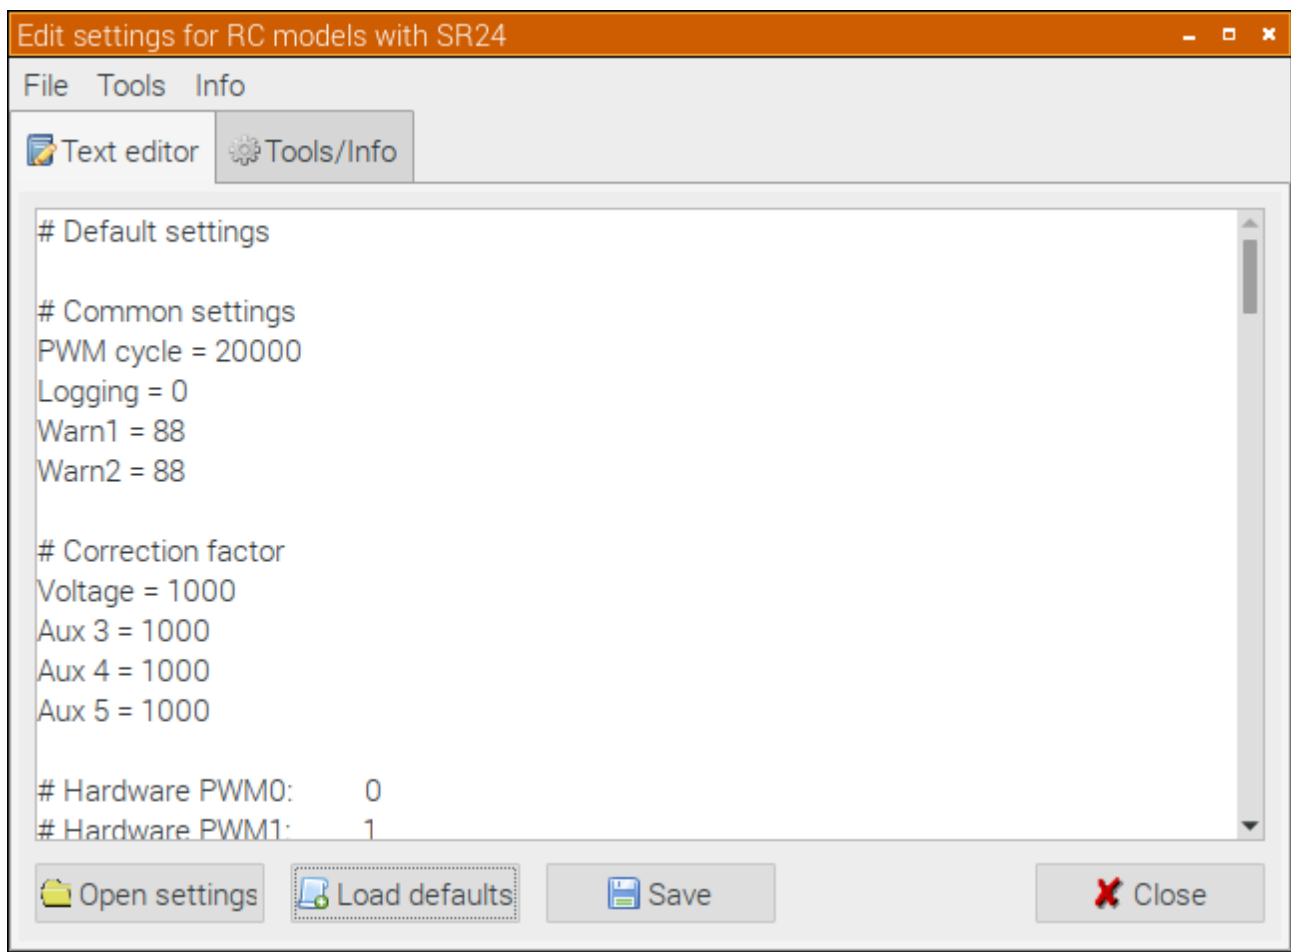 Edit settings for RC models with SR24
File Tools Info
Text editor Tools/Info
# Default settings
# Common settings
PWM cycle = 20000
Logging = 0
Warn1 = 88
Warn2 = 88
# Correction factor
Voltage = 1000
Aux 3 = 1000
Aux 4 = 1000
Aux 5 = 1000
# Hardware PWM0: 0
# Hardware PWM1: 1
Open settings Load defaults Save Close